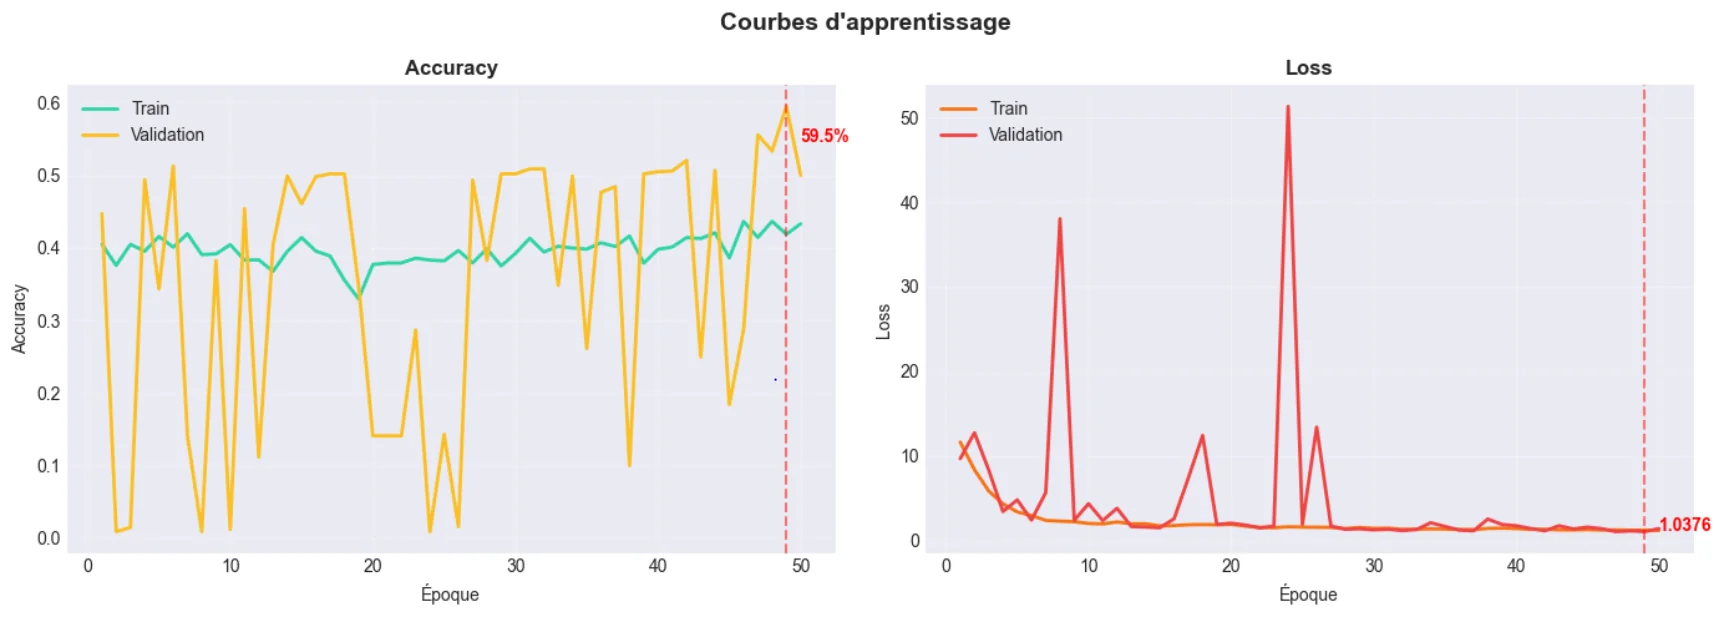 Courbes d'apprentissage
Accuracy
Train
Validation
59.5%
0.6
0.5
0.4
0.3
0.2
0.1
0.0
Accuracy
0
10
20
30
40
50
Époque
Loss
Train
Validation
1.0376
50
40
30
20
10
0
Loss
0
10
20
30
40
50
Époque